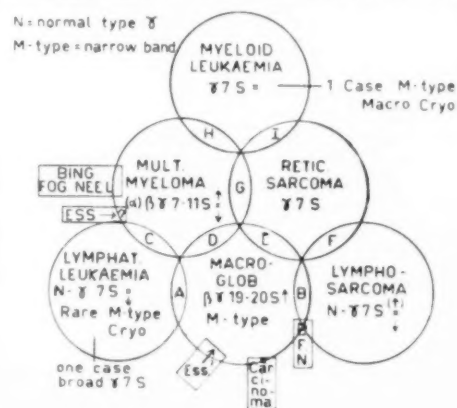 N=normal type γ
M-type=narrow band
MYELOID
LEUKAEMIA
γ7S=
1 Case M-type
Macro Cryo
H
I
BING
FOG NEEL
MULT.
MYELOMA
(α)βγ7-11S=
↑
↓
G
RETIC
SARCOMA
γ7S
ESS→?
C
D
E
F
LYMPHAT.
LEUKAEMIA
N-γ7S=
↓
Rare M-type
Cryo
A
MACRO-
GLOB
βγ19-20S↑
M-type
B
LYMPHO-
SARCOMA
N-γ7S(↑)
=
↓
one case
broad γ7S
Ess.
Car
cino-
ma
B
F
N